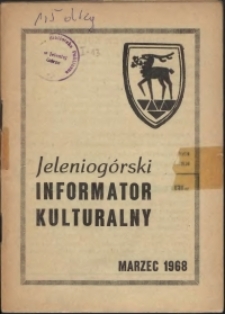 Jeleniogórski
INFORMATOR
KULTURALNY
MARZEC 1968